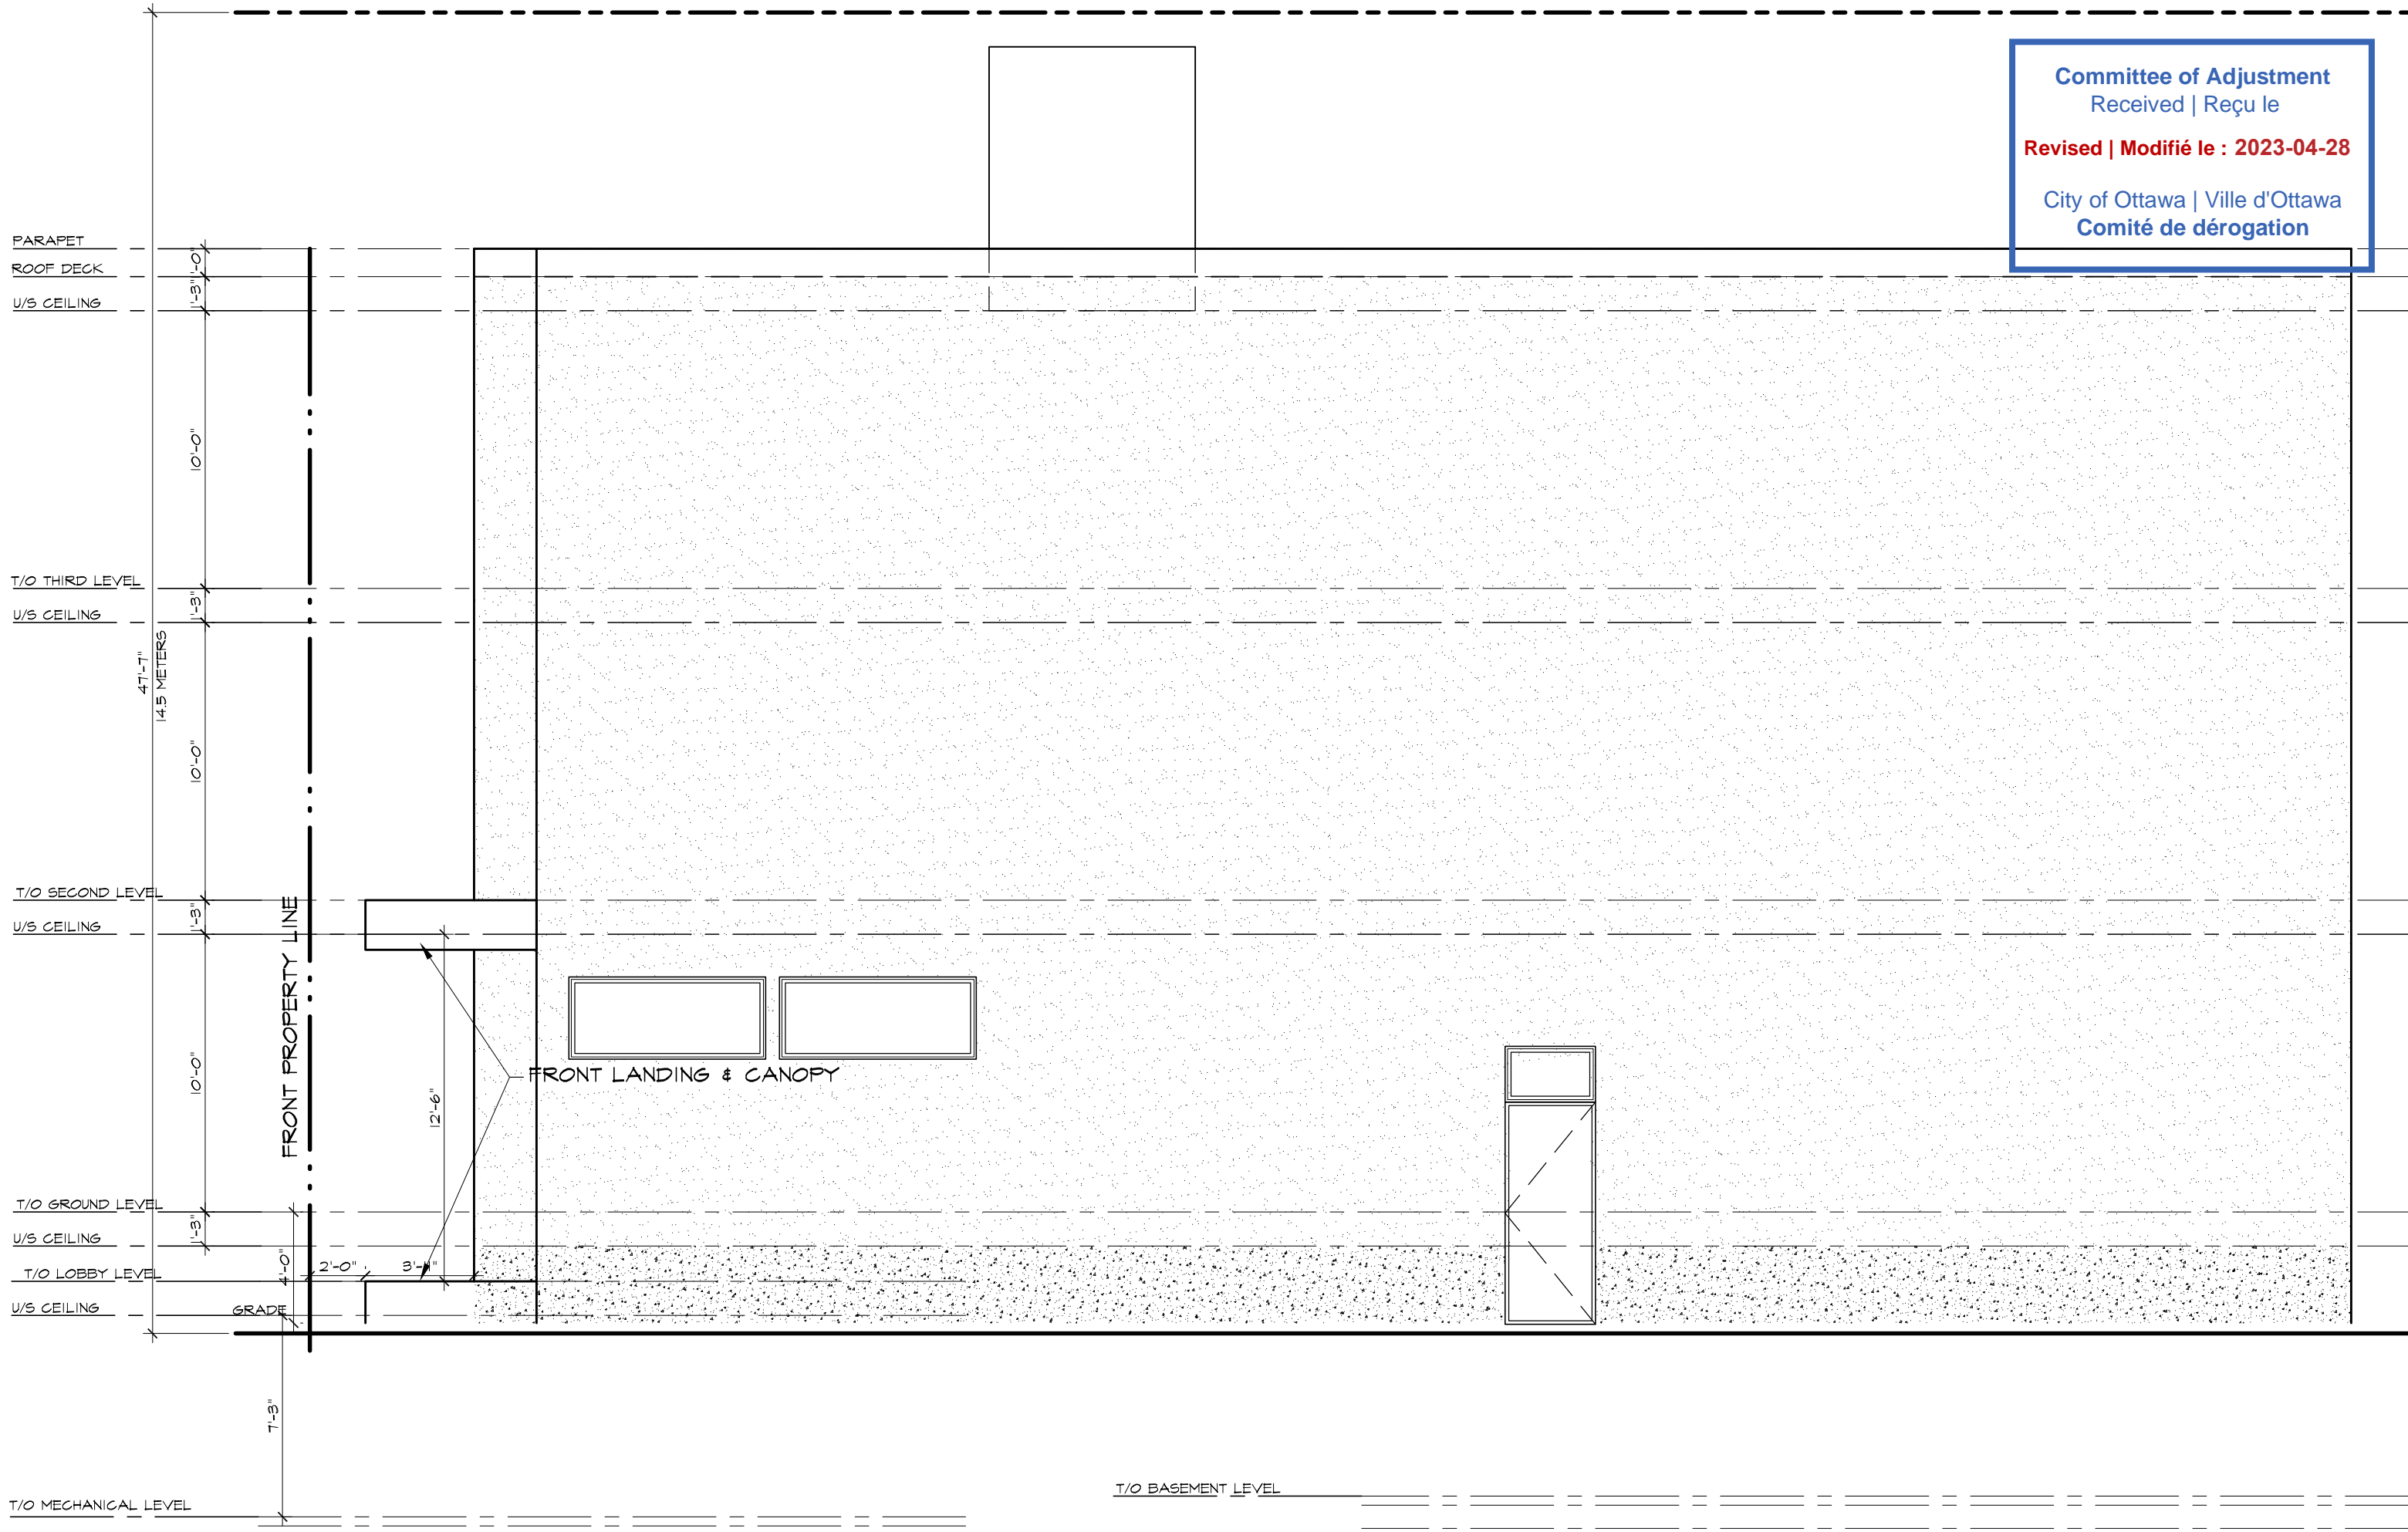 Committee of Adjustment
Received | Reçu le
Revised | Modifié le : 2023-04-28
City of Ottawa | Ville d'Ottawa
Comité de dérogation
PARAPET
1'-0"
ROOF DECK
1'-3"
U/S CEILING
10'-0"
T/O THIRD LEVEL
1'-3"
U/S CEILING
47'-7"
14.5 METERS
10'-0"
T/O SECOND LEVEL
1'-3"
U/S CEILING
FRONT PROPERTY LINE
10'-0"
FRONT LANDING & CANOPY
12'-6"
T/O GROUND LEVEL
1'-3"
U/S CEILING
4'-0"
2'-0"
T/O LOBBY LEVEL
U/S CEILING
GRADE
7'-3"
T/O BASEMENT LEVEL
T/O MECHANICAL LEVEL